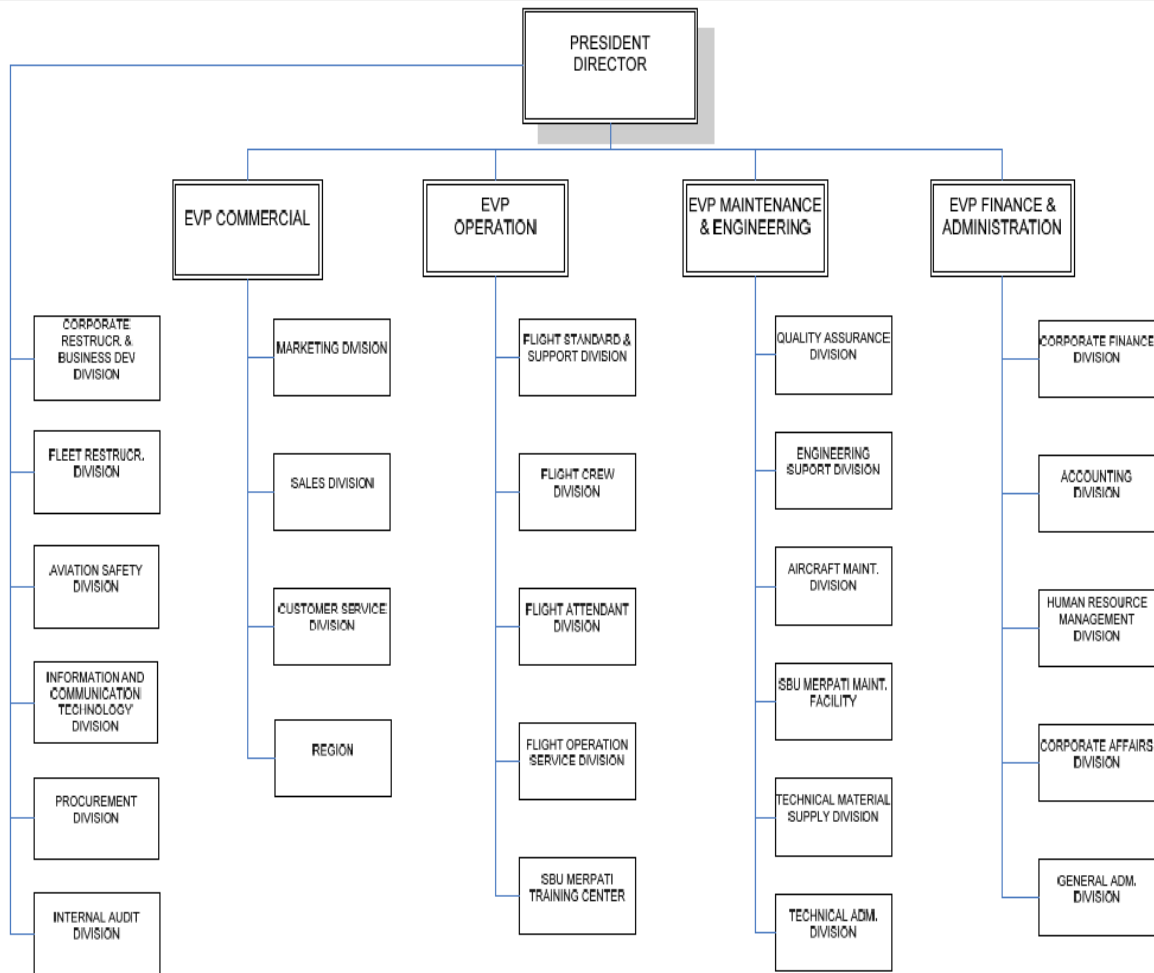 PRESIDENT
DIRECTOR
EVP COMMERCIAL
EVP
OPERATION
EVP MAINTENANCE
& ENGINEERING
EVP FINANCE &
ADMINISTRATION
CORPORATE
RESTRUCR. &
BUSINESS DEV
DIVISION
FLEET RESTRUCR.
DIVISION
AVIATION SAFETY
DIVISION
INFORMATION AND
COMMUNICATION
TECHNOLOGY
DIVISION
PROCUREMENT
DIVISION
INTERNAL AUDIT
DIVISION
MARKETING DIVISION
SALES DIVISION
CUSTOMER SERVICE
DIVISION
REGION
FLIGHT STANDARD &
SUPPORT DIVISION
FLIGHT CREW
DIVISION
FLIGHT ATTENDANT
DIVISION
FLIGHT OPERATION
SERVICE DIVISION
SBU MERPATI
TRAINING CENTER
QUALITY ASSURANCE
DIVISION
ENGINEERING
SUPORT DIVISION
AIRCRAFT MAINT.
DIVISION
SBU MERPATI MAINT.
FACILITY
TECHNICAL MATERIAL
SUPPLY DIVISION
TECHNICAL ADM.
DIVISION
CORPORATE FINANCE
DIVISION
ACCOUNTING
DIVISION
HUMAN RESOURCE
MANAGEMENT
DIVISION
CORPORATE AFFAIRS
DIVISION
GENERAL ADM.
DIVISION